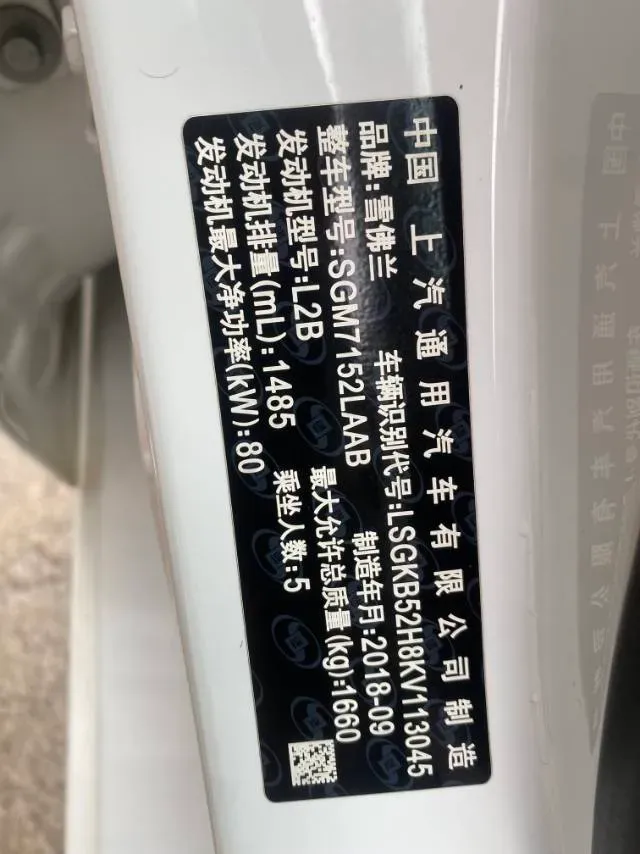 中国 上汽通用汽车有限公司制造
品牌:雪佛兰 车辆识别代号:LSGKB52H8KV113045
整车型号:SGM7152LAAB 制造年月:2018-09
发动机型号:L2B 最大允许总质量(kg):1660
发动机排量(mL):1485 乘坐人数:5
发动机最大净功率(kW):80